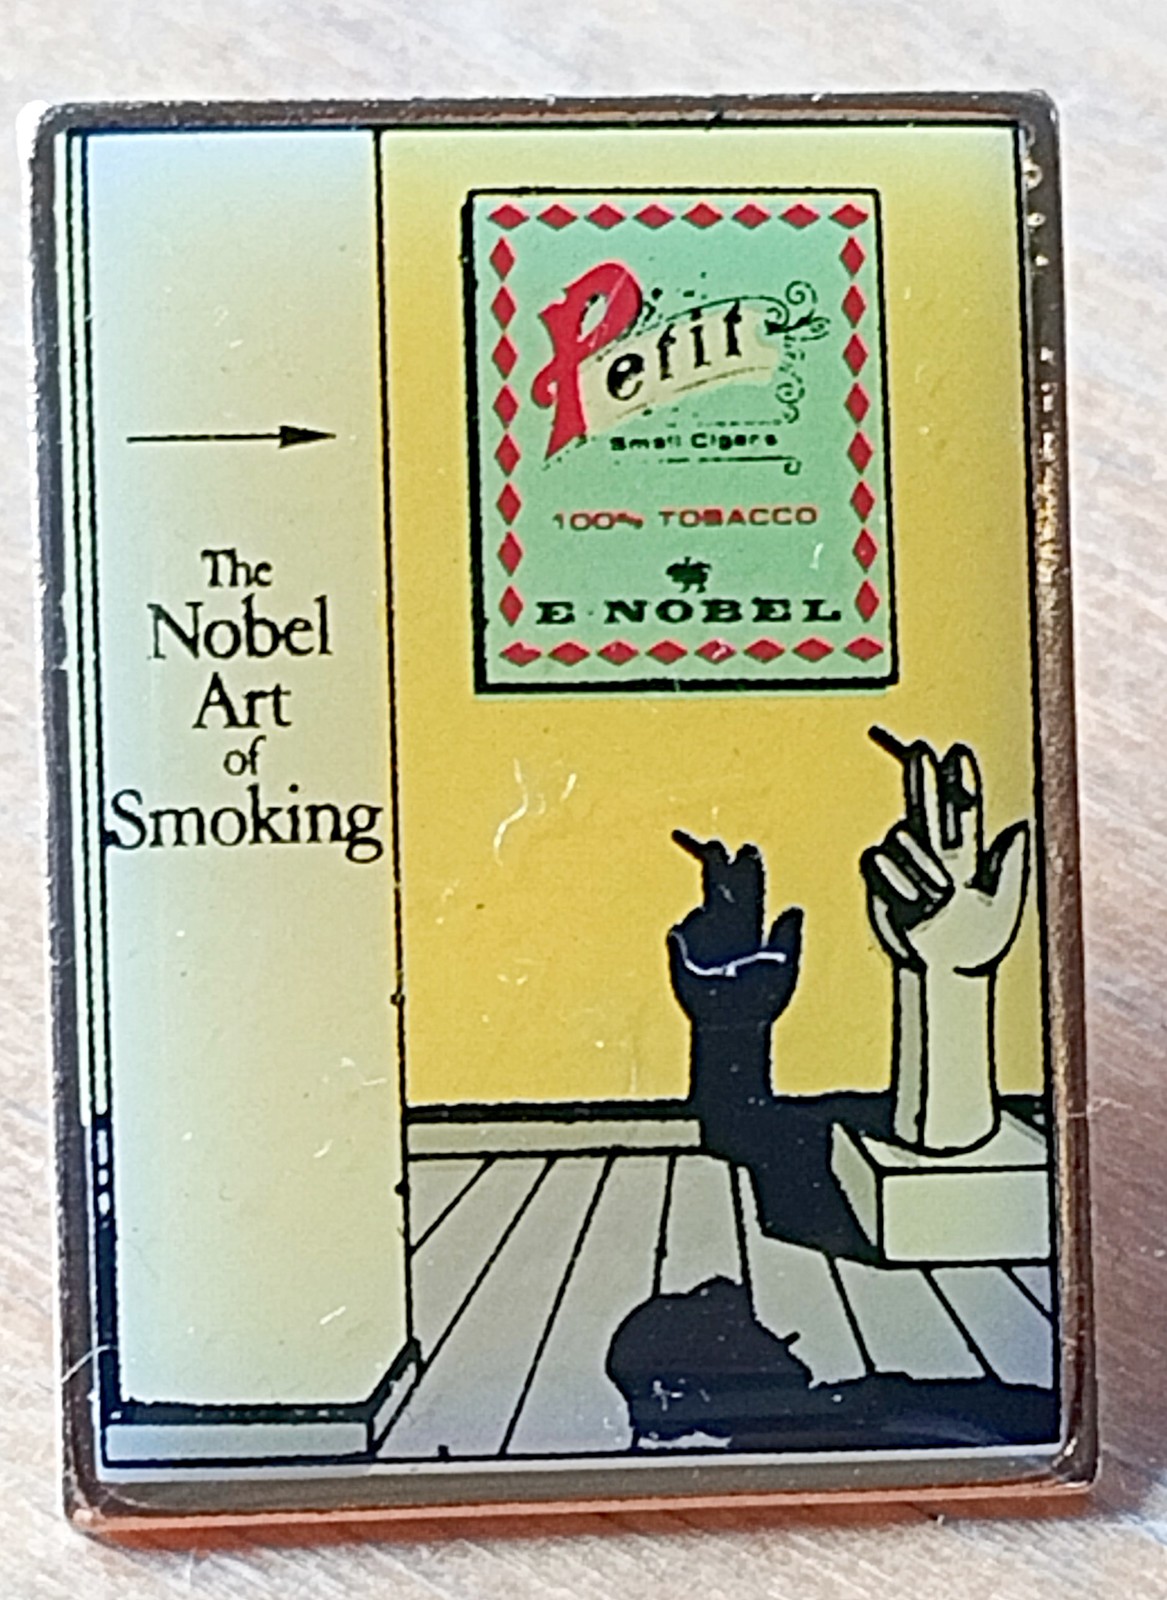 The
Nobel
Art
of
Smoking
Petit
Small Cigars
100% TOBACCO
E · NOBEL